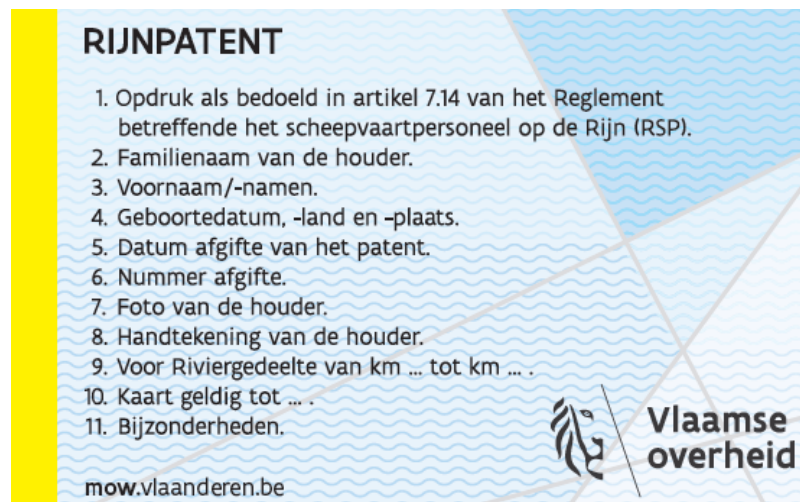 RIJNPATENT
1. Opdruk als bedoeld in artikel 7.14 van het Reglement
betreffende het scheepvaartpersoneel op de Rijn (RSP).
2. Familienaam van de houder.
3. Voornaam/-namen.
4. Geboortedatum, -land en -plaats.
5. Datum afgifte van het patent.
6. Nummer afgifte.
7. Foto van de houder.
8. Handtekening van de houder.
9. Voor Riviergedeelte van km ... tot km ... .
10. Kaart geldig tot ... .
11. Bijzonderheden.
Vlaamse
overheid
mow.vlaanderen.be